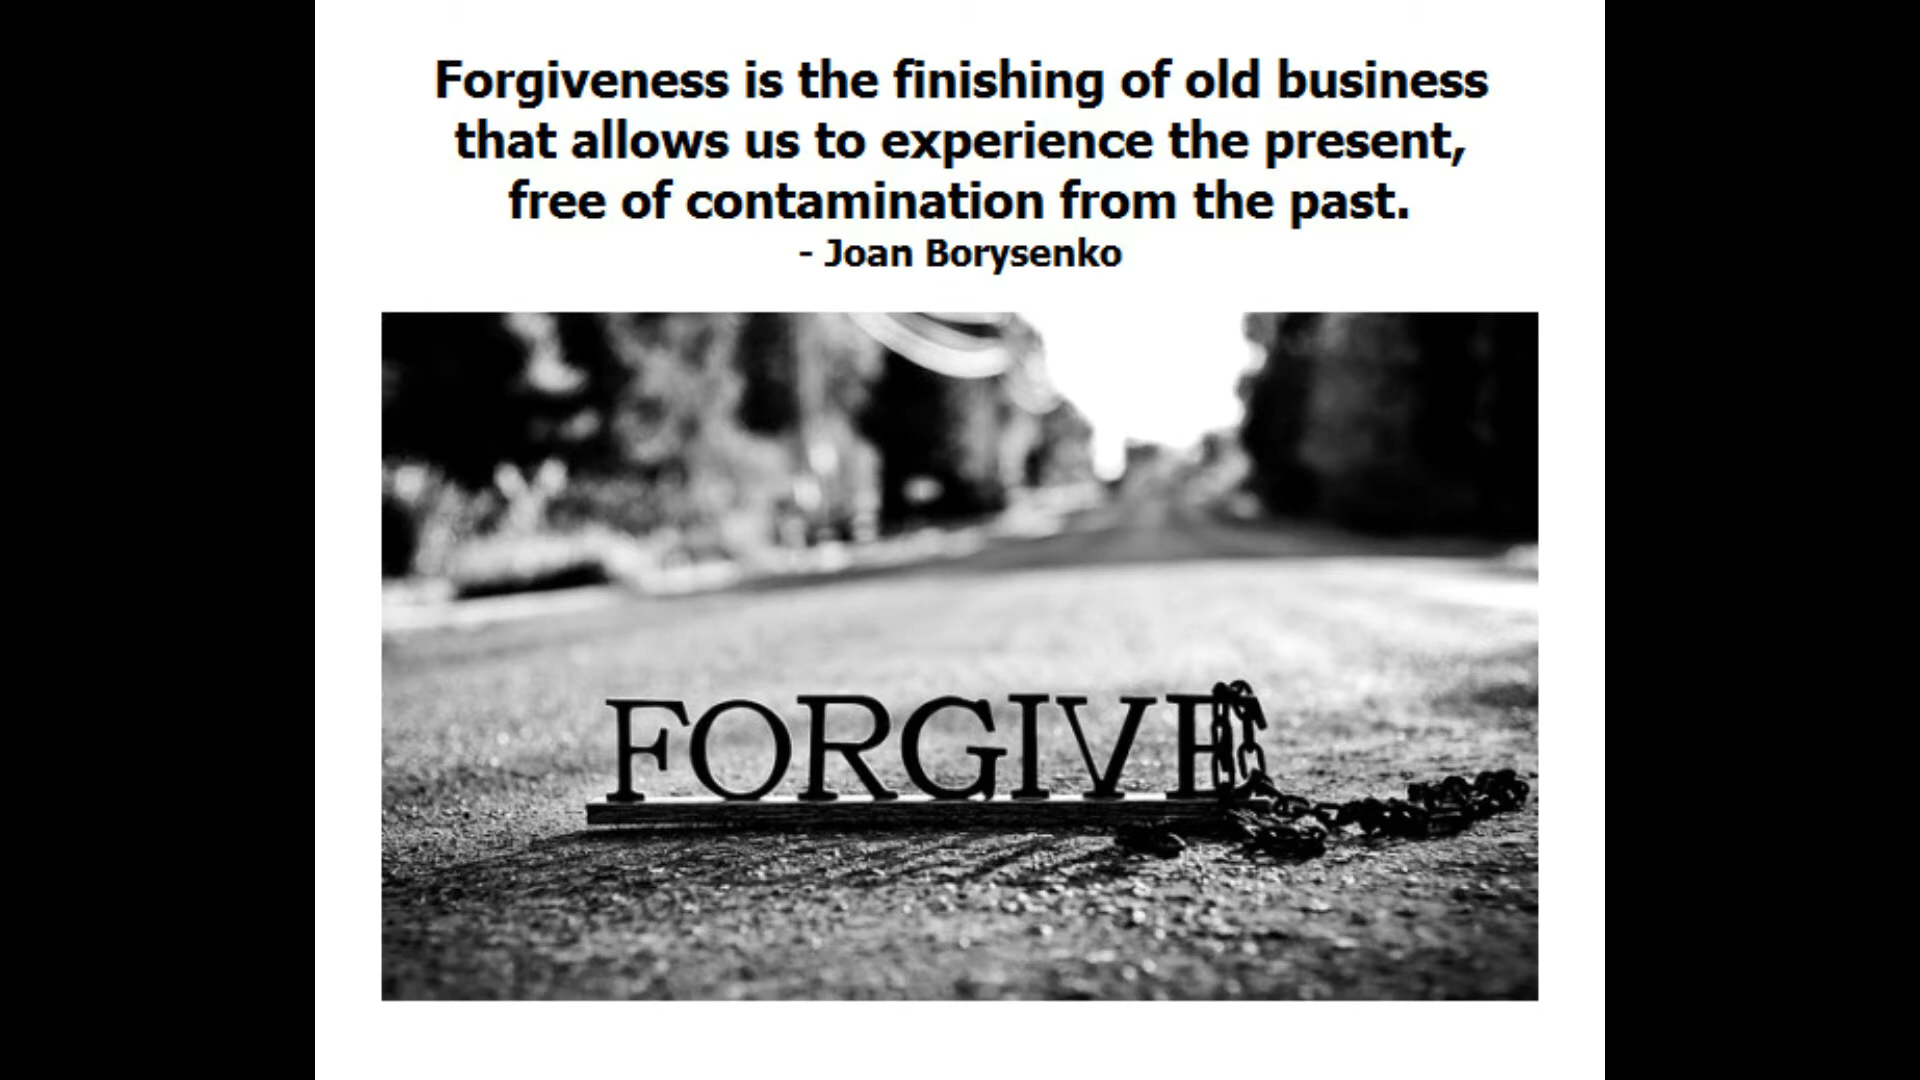 Forgiveness is the finishing of old business
that allows us to experience the present,
free of contamination from the past.
- Joan Borysenko
FORGIVE